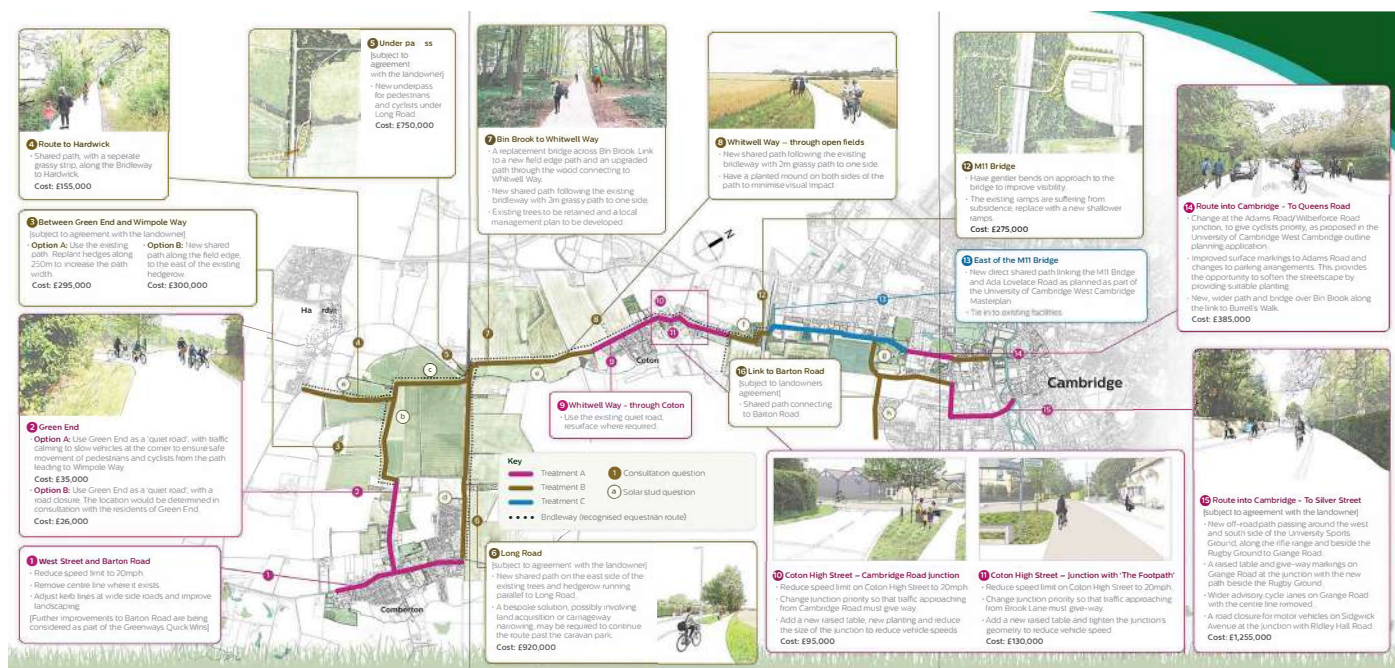 4 Route to Hardwick
· Shared path, with a seperate
grassy strip, along the Bridleway
to Hardwick.
Cost: £155,000
5 Under pa ss
[subject to
agreement
with the landowner]
· New underpass
for pedestrians
and cyclists under
Long Road.
Cost: £750,000
7 Bin Brook to Whitwell Way
· A replacement bridge across Bin Brook. Link
to a new field edge path and an upgraded
path through the wood connecting to
Whitwell Way.
· New shared path following the existing
bridleway with 2m grassy path to one side.
· Existing trees to be retained and a local
management plan to be developed.
8 Whitwell Way – through open fields
· New shared path following the existing
bridleway with 2m grassy path to one side.
· Have a planted mound on both sides of the
path to minimise visual impact
12 M11 Bridge
· Have gentler bends on approach to the
bridge to improve visibility.
· The existing ramps are suffering from
subsidence, replace with a new shallower
ramps.
Cost: £275,000
14 Route into Cambridge - To Queens Road
· Change at the Adams Road/Wilberforce Road
junction, to give cyclists priority, as proposed in the
University of Cambridge West Cambridge outline
planning application.
· Improved surface markings to Adams Road and
changes to parking arrangements. This provides
the opportunity to soften the streetscape by
providing suitable planting.
· New, wider path and bridge over Bin Brook along
the link to Burrell's Walk.
Cost: £385,000
3 Between Green End and Wimpole Way
[subject to agreement with the landowner]
· Option A: Use the existing
path. Replant hedges along
250m to increase the path
width.
Cost: £295,000
· Option B: New shared
path along the field edge,
to the east of the existing
hedgerow.
Cost: £300,000
13 East of the M11 Bridge
· New direct shared path linking the M11 Bridge
and Ada Lovelace Road as planned as part of
the University of Cambridge West Cambridge
Masterplan
· Tie in to existing facilities
2 Green End
· Option A: Use Green End as a 'quiet road', with traffic
calming to slow vehicles at the corner to ensure safe
movement of pedestrians and cyclists from the path
leading to Wimpole Way
Cost: £35,000
· Option B: Use Green End as a 'quiet road', with a
road closure. The location would be determined in
consultation with the residents of Green End.
Cost: £26,000
1 West Street and Barton Road
· Reduce speed limit to 20mph
· Remove centre line where it exists
· Adjust kerb lines at wide side roads and improve
landscaping.
[Further improvements to Barton Road are being
considered as part of the Greenways Quick Wins]
9 Whitwell Way - through Coton
· Use the existing quiet road,
resurface where required.
16 Link to Barton Road
[subject to landowners
agreement]
· Shared path connecting
to Barton Road
Key
Treatment A
Treatment B
Treatment C
Bridleway (recognised equestrian route)
1 Consultation question
a Solar stud question
6 Long Road
[subject to agreement with the landowner]
· New shared path on the east side of the
existing trees and hedgerow running
parallel to Long Road.
· A bespoke solution, possibly involving
land acquisition or carriageway
narrowing, may be required to continue
the route past the caravan park.
Cost: £920,000
10 Coton High Street – Cambridge Road junction
· Reduce speed limit on Coton High Street to 20mph.
· Change junction priority so that traffic approaching
from Cambridge Road must give way.
· Add a new raised table, new planting and reduce
the size of the junction to reduce vehicle speeds
Cost: £95,000
11 Coton High Street – Junction with 'The Footpath'
· Reduce speed limit on Coton High Street to 20mph.
· Change junction priority so that traffic approaching
from Brook Lane must give-way.
· Add a new raised table and tighten the junction's
geometry to reduce vehicle speed
Cost: £130,000
15 Route into Cambridge - To Silver Street
[subject to agreement with the landowner]
· New off-road path passing around the west
and south side of the University Sports
Ground, along the rifle range and beside the
Rugby Ground to Grange Road.
· A raised table and give-way markings on
Grange Road at the junction with the new
path beside the Rugby Ground.
· Wider advisory cycle lanes on Grange Road
with the centre line removed.
· A road closure for motor vehicles on Sidgwick
Avenue at the junction with Ridley Hall Road.
Cost: £1,255,000
Coton
Comberton
Cambridge
N